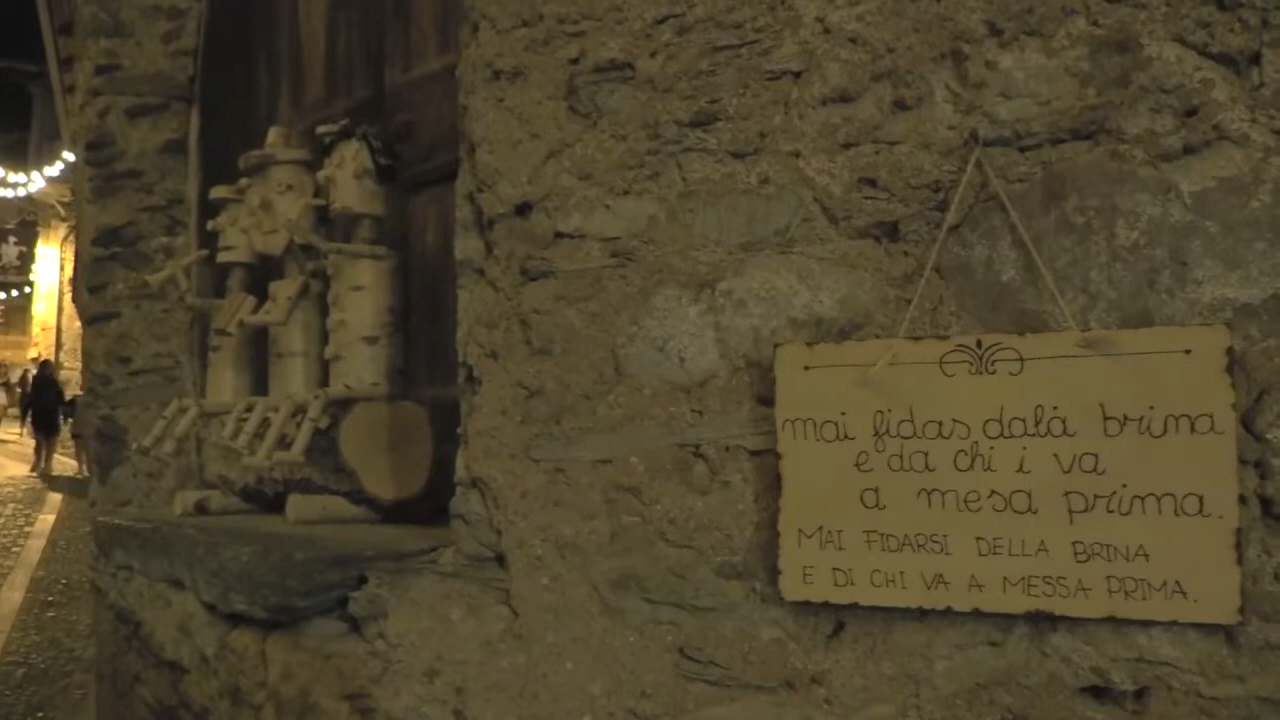 mai fidas dalà brina
e da chi i va
a mesa prima.
MAI FIDARSI DELLA BRINA
E DI CHI VA A MESSA PRIMA.